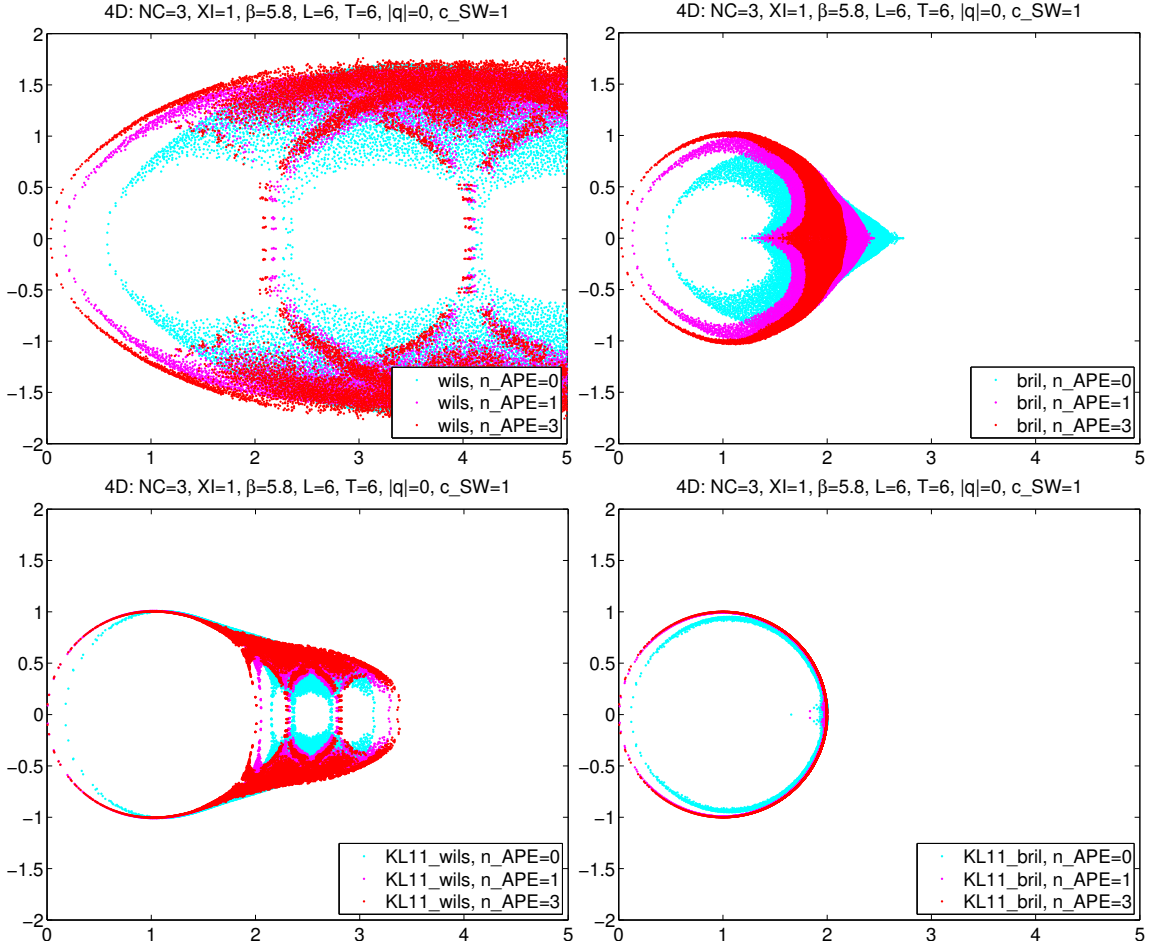 4D: NC=3, XI=1, β=5.8, L=6, T=6, |q|=0, c_SW=1
2
1.5
1
0.5
0
−0.5
−1
−1.5
−2
0 1 2 3 4 5
wils, n_APE=0
wils, n_APE=1
wils, n_APE=3
4D: NC=3, XI=1, β=5.8, L=6, T=6, |q|=0, c_SW=1
2
1.5
1
0.5
0
−0.5
−1
−1.5
−2
0 1 2 3 4 5
bril, n_APE=0
bril, n_APE=1
bril, n_APE=3
4D: NC=3, XI=1, β=5.8, L=6, T=6, |q|=0, c_SW=1
2
1.5
1
0.5
0
−0.5
−1
−1.5
−2
0 1 2 3 4 5
KL11_wils, n_APE=0
KL11_wils, n_APE=1
KL11_wils, n_APE=3
4D: NC=3, XI=1, β=5.8, L=6, T=6, |q|=0, c_SW=1
2
1.5
1
0.5
0
−0.5
−1
−1.5
−2
0 1 2 3 4 5
KL11_bril, n_APE=0
KL11_bril, n_APE=1
KL11_bril, n_APE=3